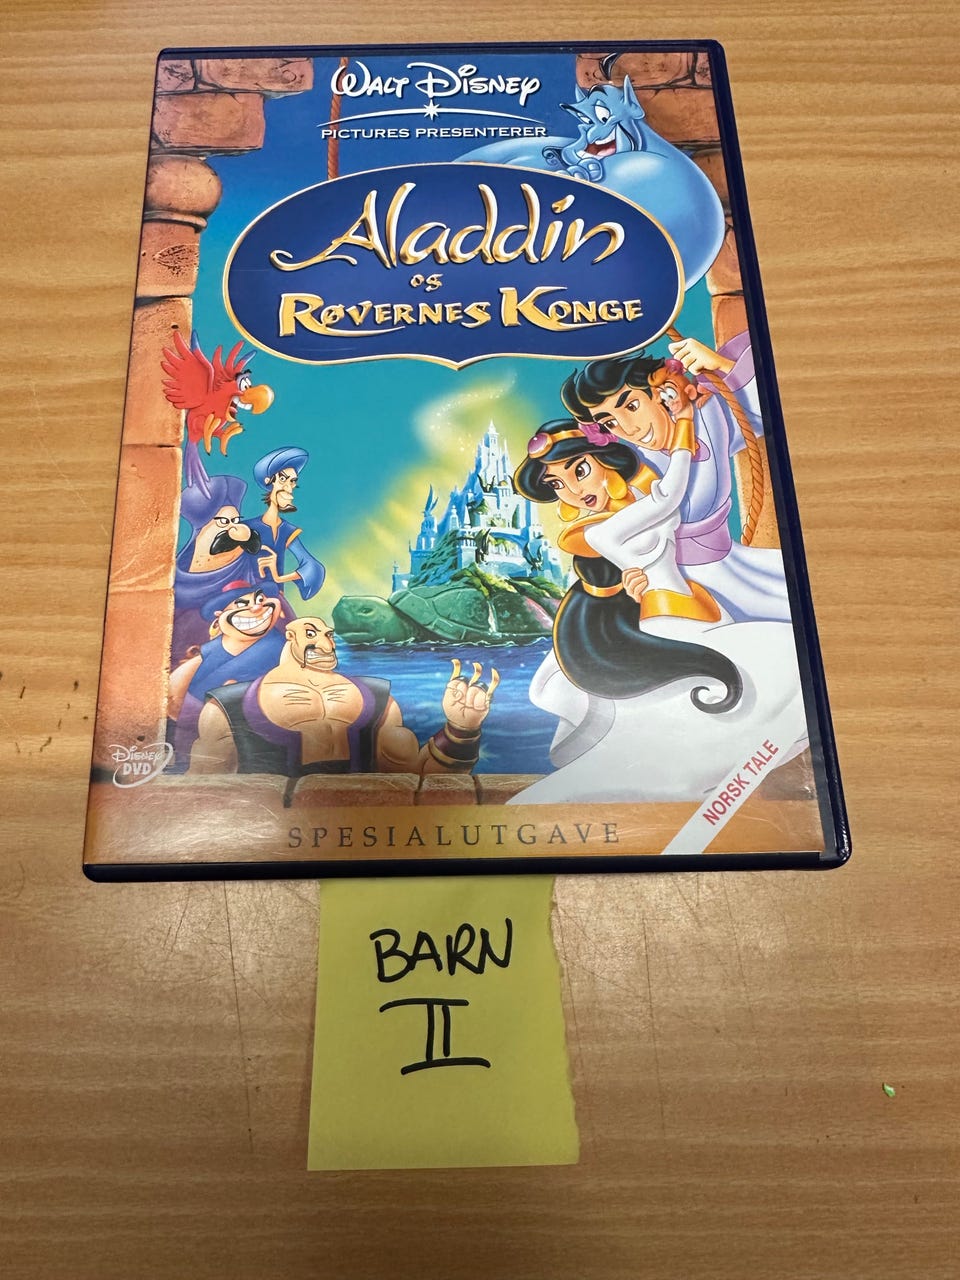 WALT DISNEY
PICTURES PRESENTERER
Aladdin
OG
RØVERNES KONGE
DISNEY
DVD
NORSK TALE
SPESIALUTGAVE
BARN
II